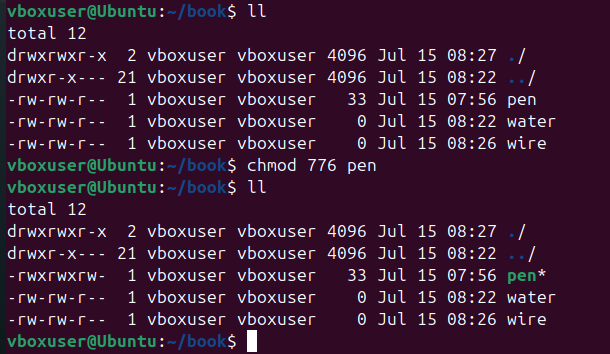 vboxuser@Ubuntu:~/book$ ll
total 12
drwxrwxr-x  2 vboxuser vboxuser 4096 Jul 15 08:27 ./
drwxr-x--- 21 vboxuser vboxuser 4096 Jul 15 08:22 ../
-rw-rw-r--  1 vboxuser vboxuser   33 Jul 15 07:56 pen
-rw-rw-r--  1 vboxuser vboxuser    0 Jul 15 08:22 water
-rw-rw-r--  1 vboxuser vboxuser    0 Jul 15 08:26 wire
vboxuser@Ubuntu:~/book$ chmod 776 pen
vboxuser@Ubuntu:~/book$ ll
total 12
drwxrwxr-x  2 vboxuser vboxuser 4096 Jul 15 08:27 ./
drwxr-x--- 21 vboxuser vboxuser 4096 Jul 15 08:22 ../
-rwxrwxrw-  1 vboxuser vboxuser   33 Jul 15 07:56 pen*
-rw-rw-r--  1 vboxuser vboxuser    0 Jul 15 08:22 water
-rw-rw-r--  1 vboxuser vboxuser    0 Jul 15 08:26 wire
vboxuser@Ubuntu:~/book$